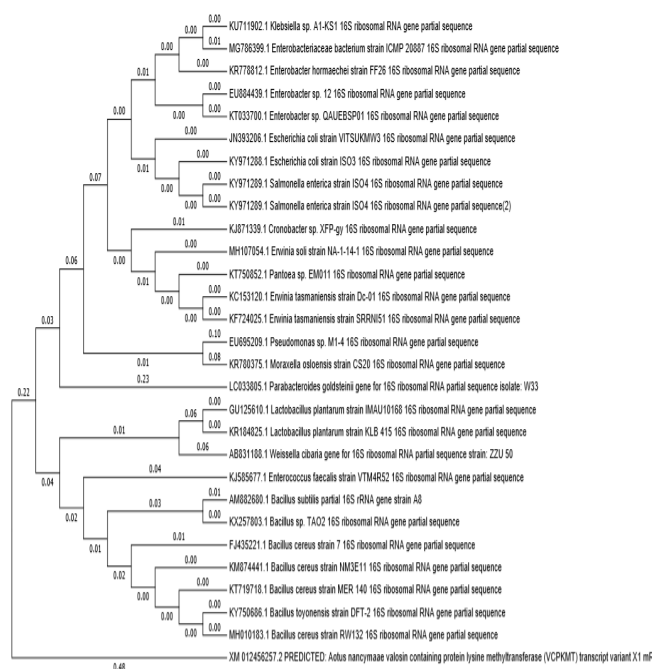 0.00
KU711902.1 Klebsiella sp. A1-KS1 16S ribosomal RNA gene partial sequence
0.00
0.01
MG786399.1 Enterobacteriaceae bacterium strain ICMP 20887 16S ribosomal RNA gene partial sequence
0.00
0.00
KR778812.1 Enterobacter hormaechei strain FF26 16S ribosomal RNA gene partial sequence
0.01
0.00
EU884439.1 Enterobacter sp. 12 16S ribosomal RNA gene partial sequence
0.00
0.00
KT033700.1 Enterobacter sp. QAUEBSP01 16S ribosomal RNA gene partial sequence
0.00
0.00
JN393206.1 Escherichia coli strain VITSUKMW3 16S ribosomal RNA gene partial sequence
0.01
0.00
KY971288.1 Escherichia coli strain ISO3 16S ribosomal RNA gene partial sequence
0.00
KY971289.1 Salmonella enterica strain ISO4 16S ribosomal RNA gene partial sequence
0.00
0.00
KY971289.1 Salmonella enterica strain ISO4 16S ribosomal RNA gene partial sequence(2)
0.07
0.01
KJ871339.1 Cronobacter sp. XFP-gy 16S ribosomal RNA gene partial sequence
0.00
0.00
MH107054.1 Erwinia soli strain NA-1-14-1 16S ribosomal RNA gene partial sequence
0.06
0.01
0.00
KT750852.1 Pantoea sp. EM011 16S ribosomal RNA gene partial sequence
0.00
0.00
KC153120.1 Erwinia tasmaniensis strain Dc-01 16S ribosomal RNA gene partial sequence
0.00
0.00
KF724025.1 Erwinia tasmaniensis strain SRRNI51 16S ribosomal RNA gene partial sequence
0.03
0.10
EU695209.1 Pseudomonas sp. M1-4 16S ribosomal RNA gene partial sequence
0.01
0.08
KR780375.1 Moraxella osloensis strain CS20 16S ribosomal RNA gene partial sequence
0.23
LC033805.1 Parabacteroides goldsteinii gene for 16S ribosomal RNA partial sequence isolate: W33
0.22
0.00
GU125610.1 Lactobacillus plantarum strain IMAU10168 16S ribosomal RNA gene partial sequence
0.06
0.00
KR184825.1 Lactobacillus plantarum strain KLB 415 16S ribosomal RNA gene partial sequence
0.01
0.06
AB831188.1 Weissella cibaria gene for 16S ribosomal RNA partial sequence strain: ZZU 50
0.04
0.04
KJ585677.1 Enterococcus faecalis strain VTM4R52 16S ribosomal RNA gene partial sequence
0.01
AM882680.1 Bacillus subtilis partial 16S rRNA gene strain A8
0.03
0.02
0.00
KX257803.1 Bacillus sp. TAO2 16S ribosomal RNA gene partial sequence
0.01
0.01
FJ435221.1 Bacillus cereus strain 7 16S ribosomal RNA gene partial sequence
0.02
0.00
KM874441.1 Bacillus cereus strain NM3E11 16S ribosomal RNA gene partial sequence
0.00
0.00
KT719718.1 Bacillus cereus strain MER 140 16S ribosomal RNA gene partial sequence
0.00
0.00
KY750686.1 Bacillus toyonensis strain DFT-2 16S ribosomal RNA gene partial sequence
0.00
0.00
MH010183.1 Bacillus cereus strain RW132 16S ribosomal RNA gene partial sequence
XM 012456257.2 PREDICTED: Aotus nancymaae valosin containing protein lysine methyltransferase (VCPKMT) transcript variant X1
0.48